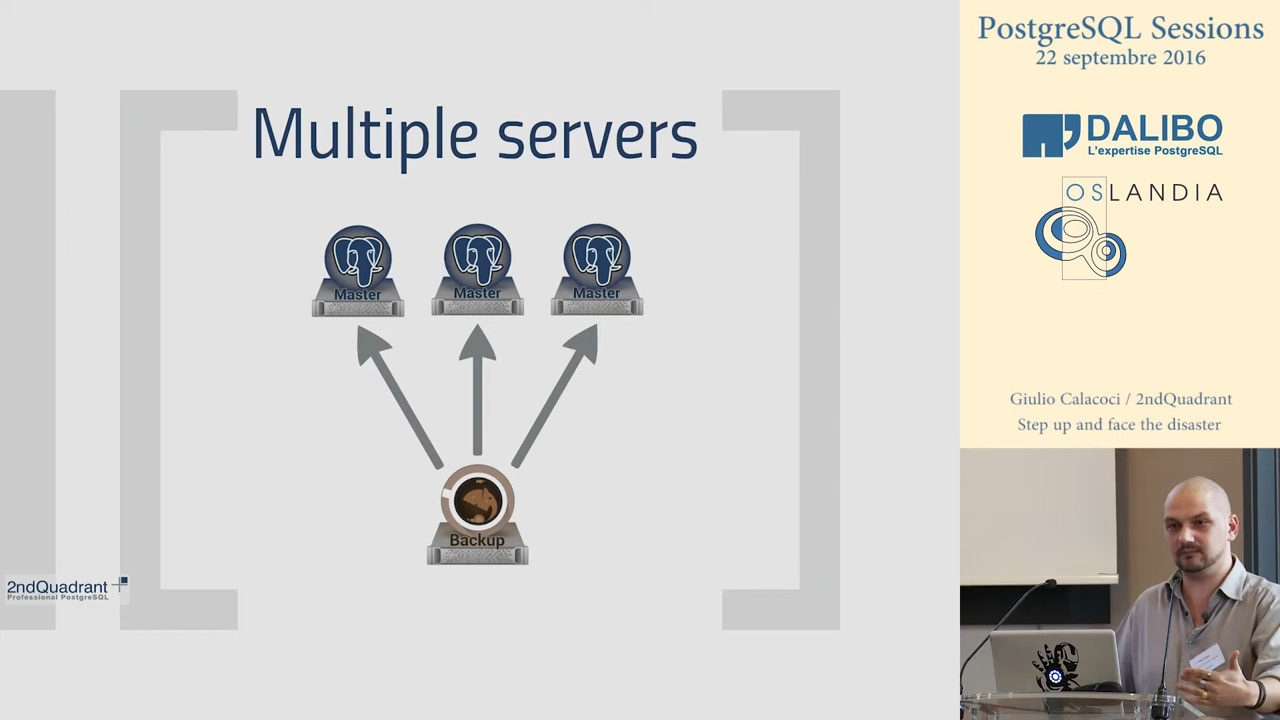 Multiple servers
Master
Master
Master
Backup
2ndQuadrant
Professional PostgreSQL
PostgreSQL Sessions
22 septembre 2016
DALIBO
L'expertise PostgreSQL
OSLANDIA
Giulio Calacoci / 2ndQuadrant
Step up and face the disaster